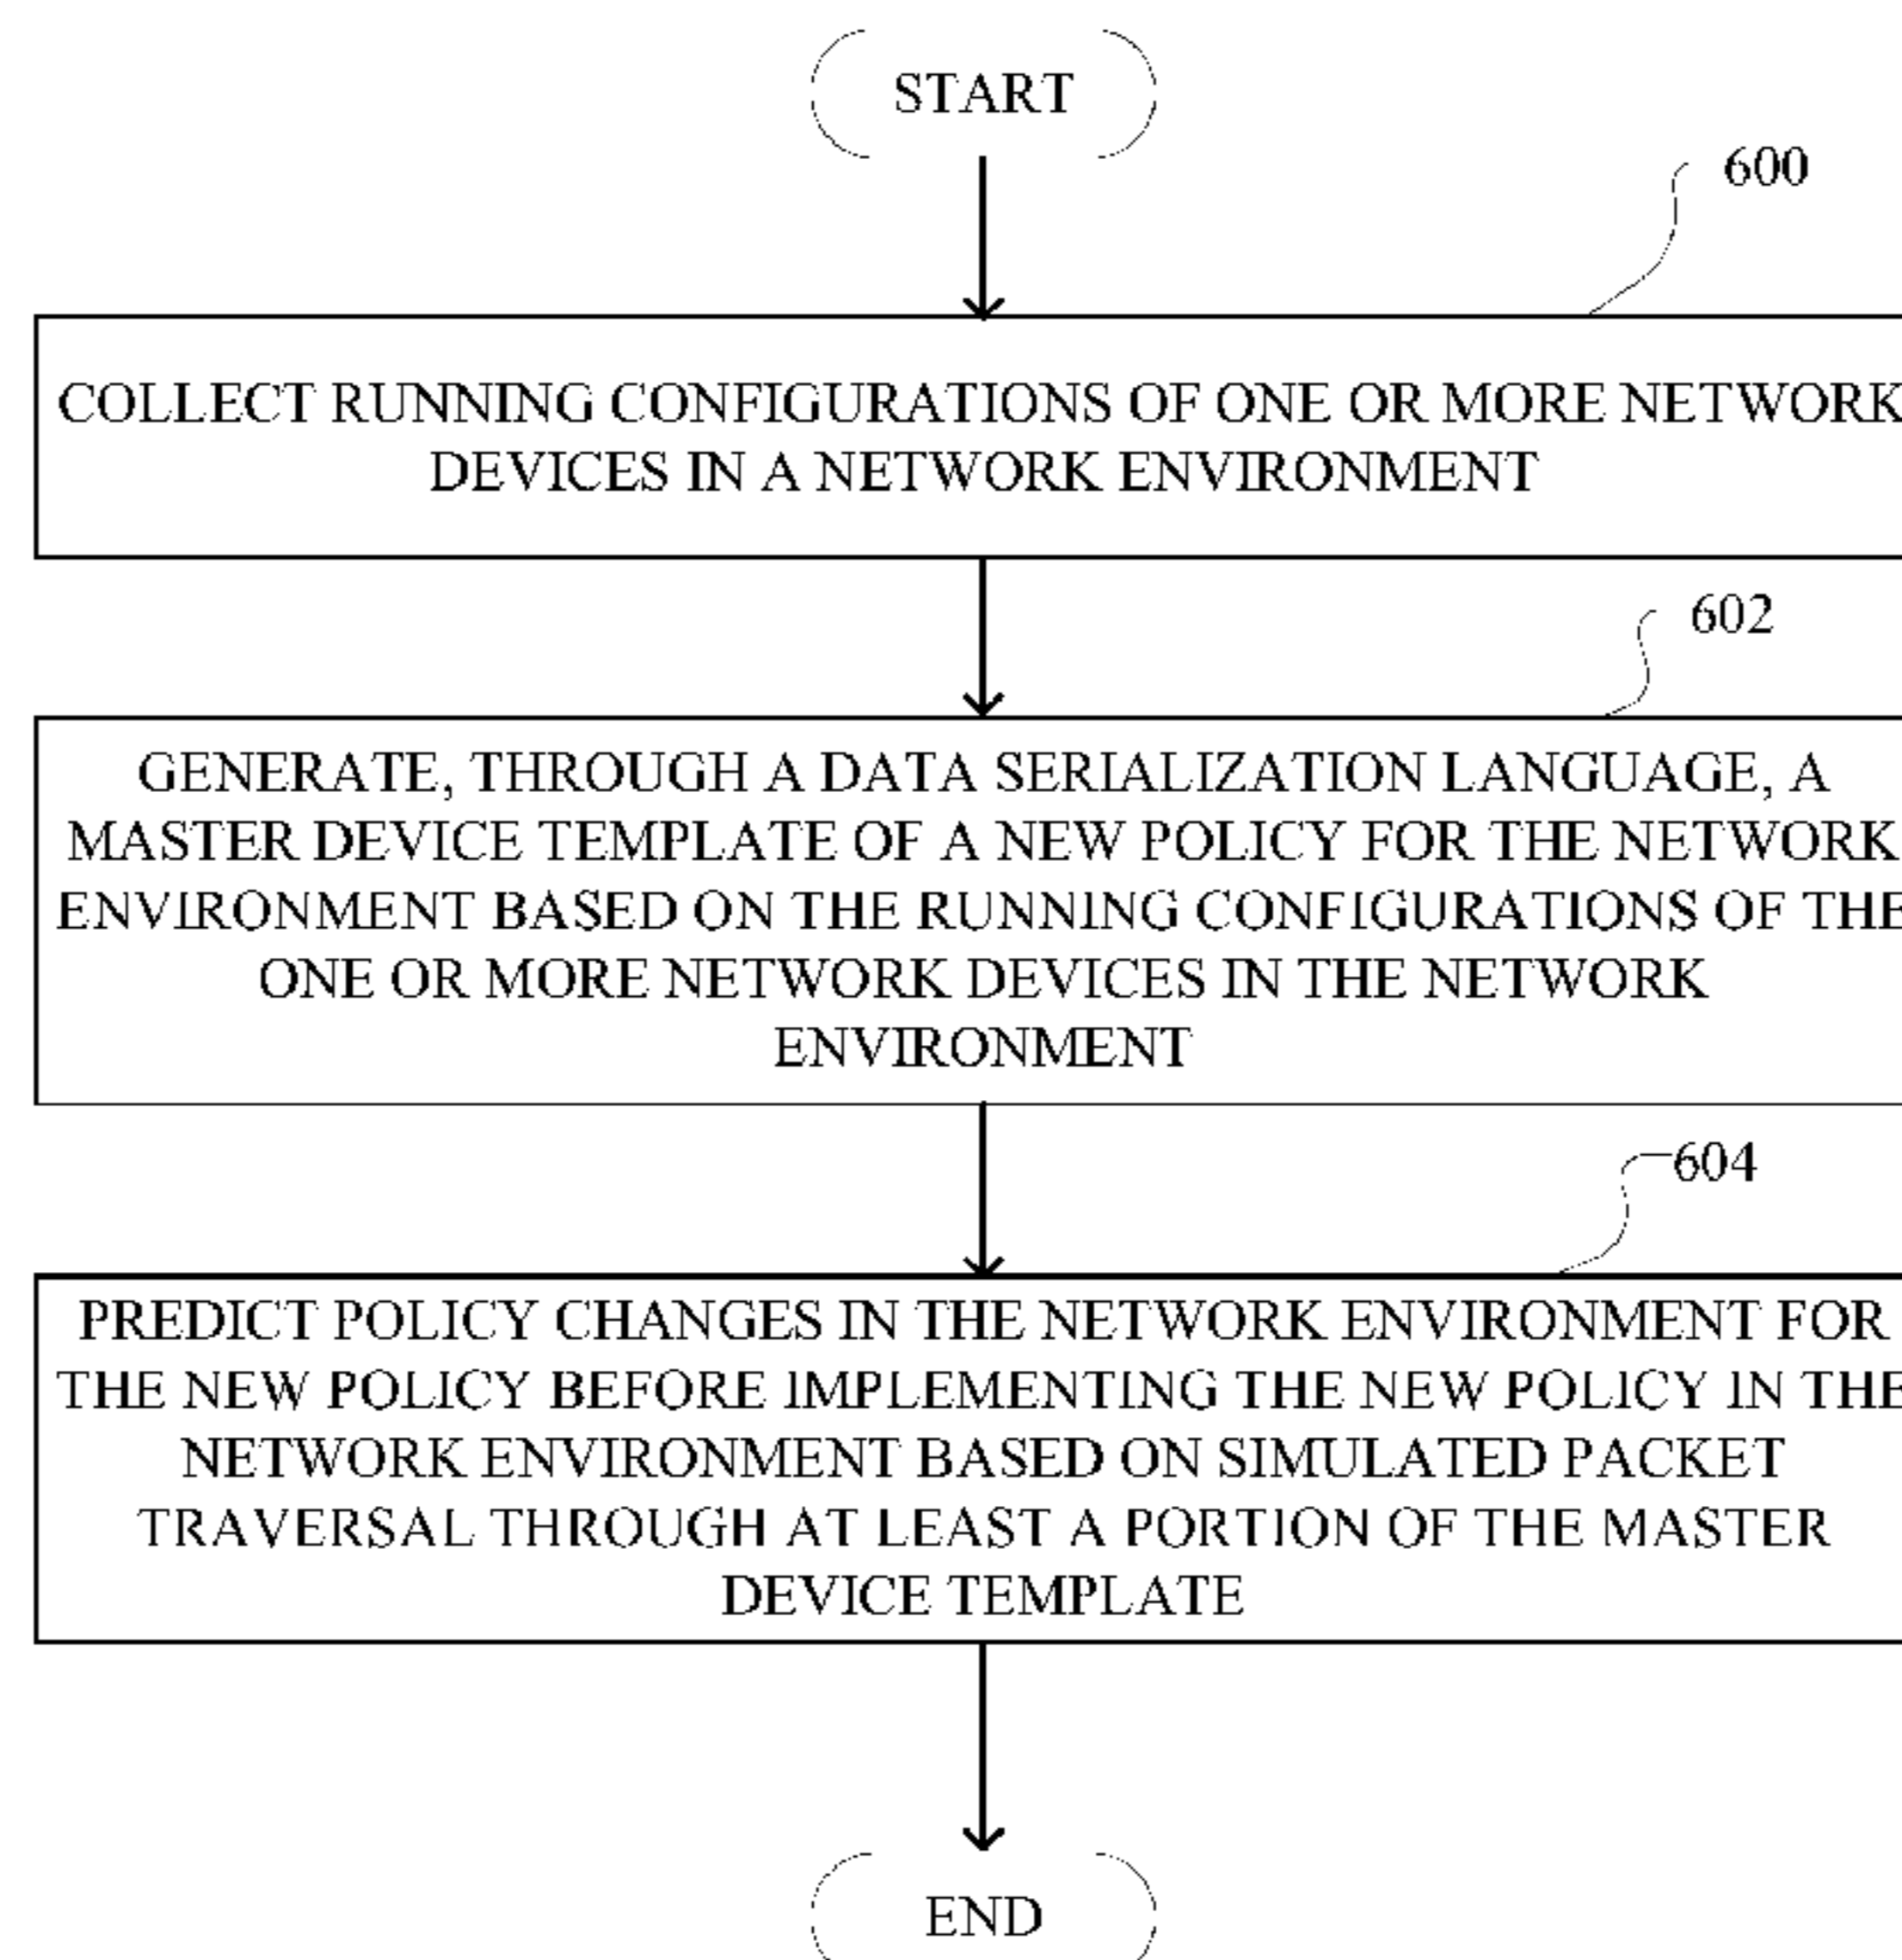 START
600
COLLECT RUNNING CONFIGURATIONS OF ONE OR MORE NETWORK
DEVICES IN A NETWORK ENVIRONMENT
602
GENERATE, THROUGH A DATA SERIALIZATION LANGUAGE, A
MASTER DEVICE TEMPLATE OF A NEW POLICY FOR THE NETWORK
ENVIRONMENT BASED ON THE RUNNING CONFIGURATIONS OF THE
ONE OR MORE NETWORK DEVICES IN THE NETWORK
ENVIRONMENT
604
PREDICT POLICY CHANGES IN THE NETWORK ENVIRONMENT FOR
THE NEW POLICY BEFORE IMPLEMENTING THE NEW POLICY IN THE
NETWORK ENVIRONMENT BASED ON SIMULATED PACKET
TRAVERSAL THROUGH AT LEAST A PORTION OF THE MASTER
DEVICE TEMPLATE
END